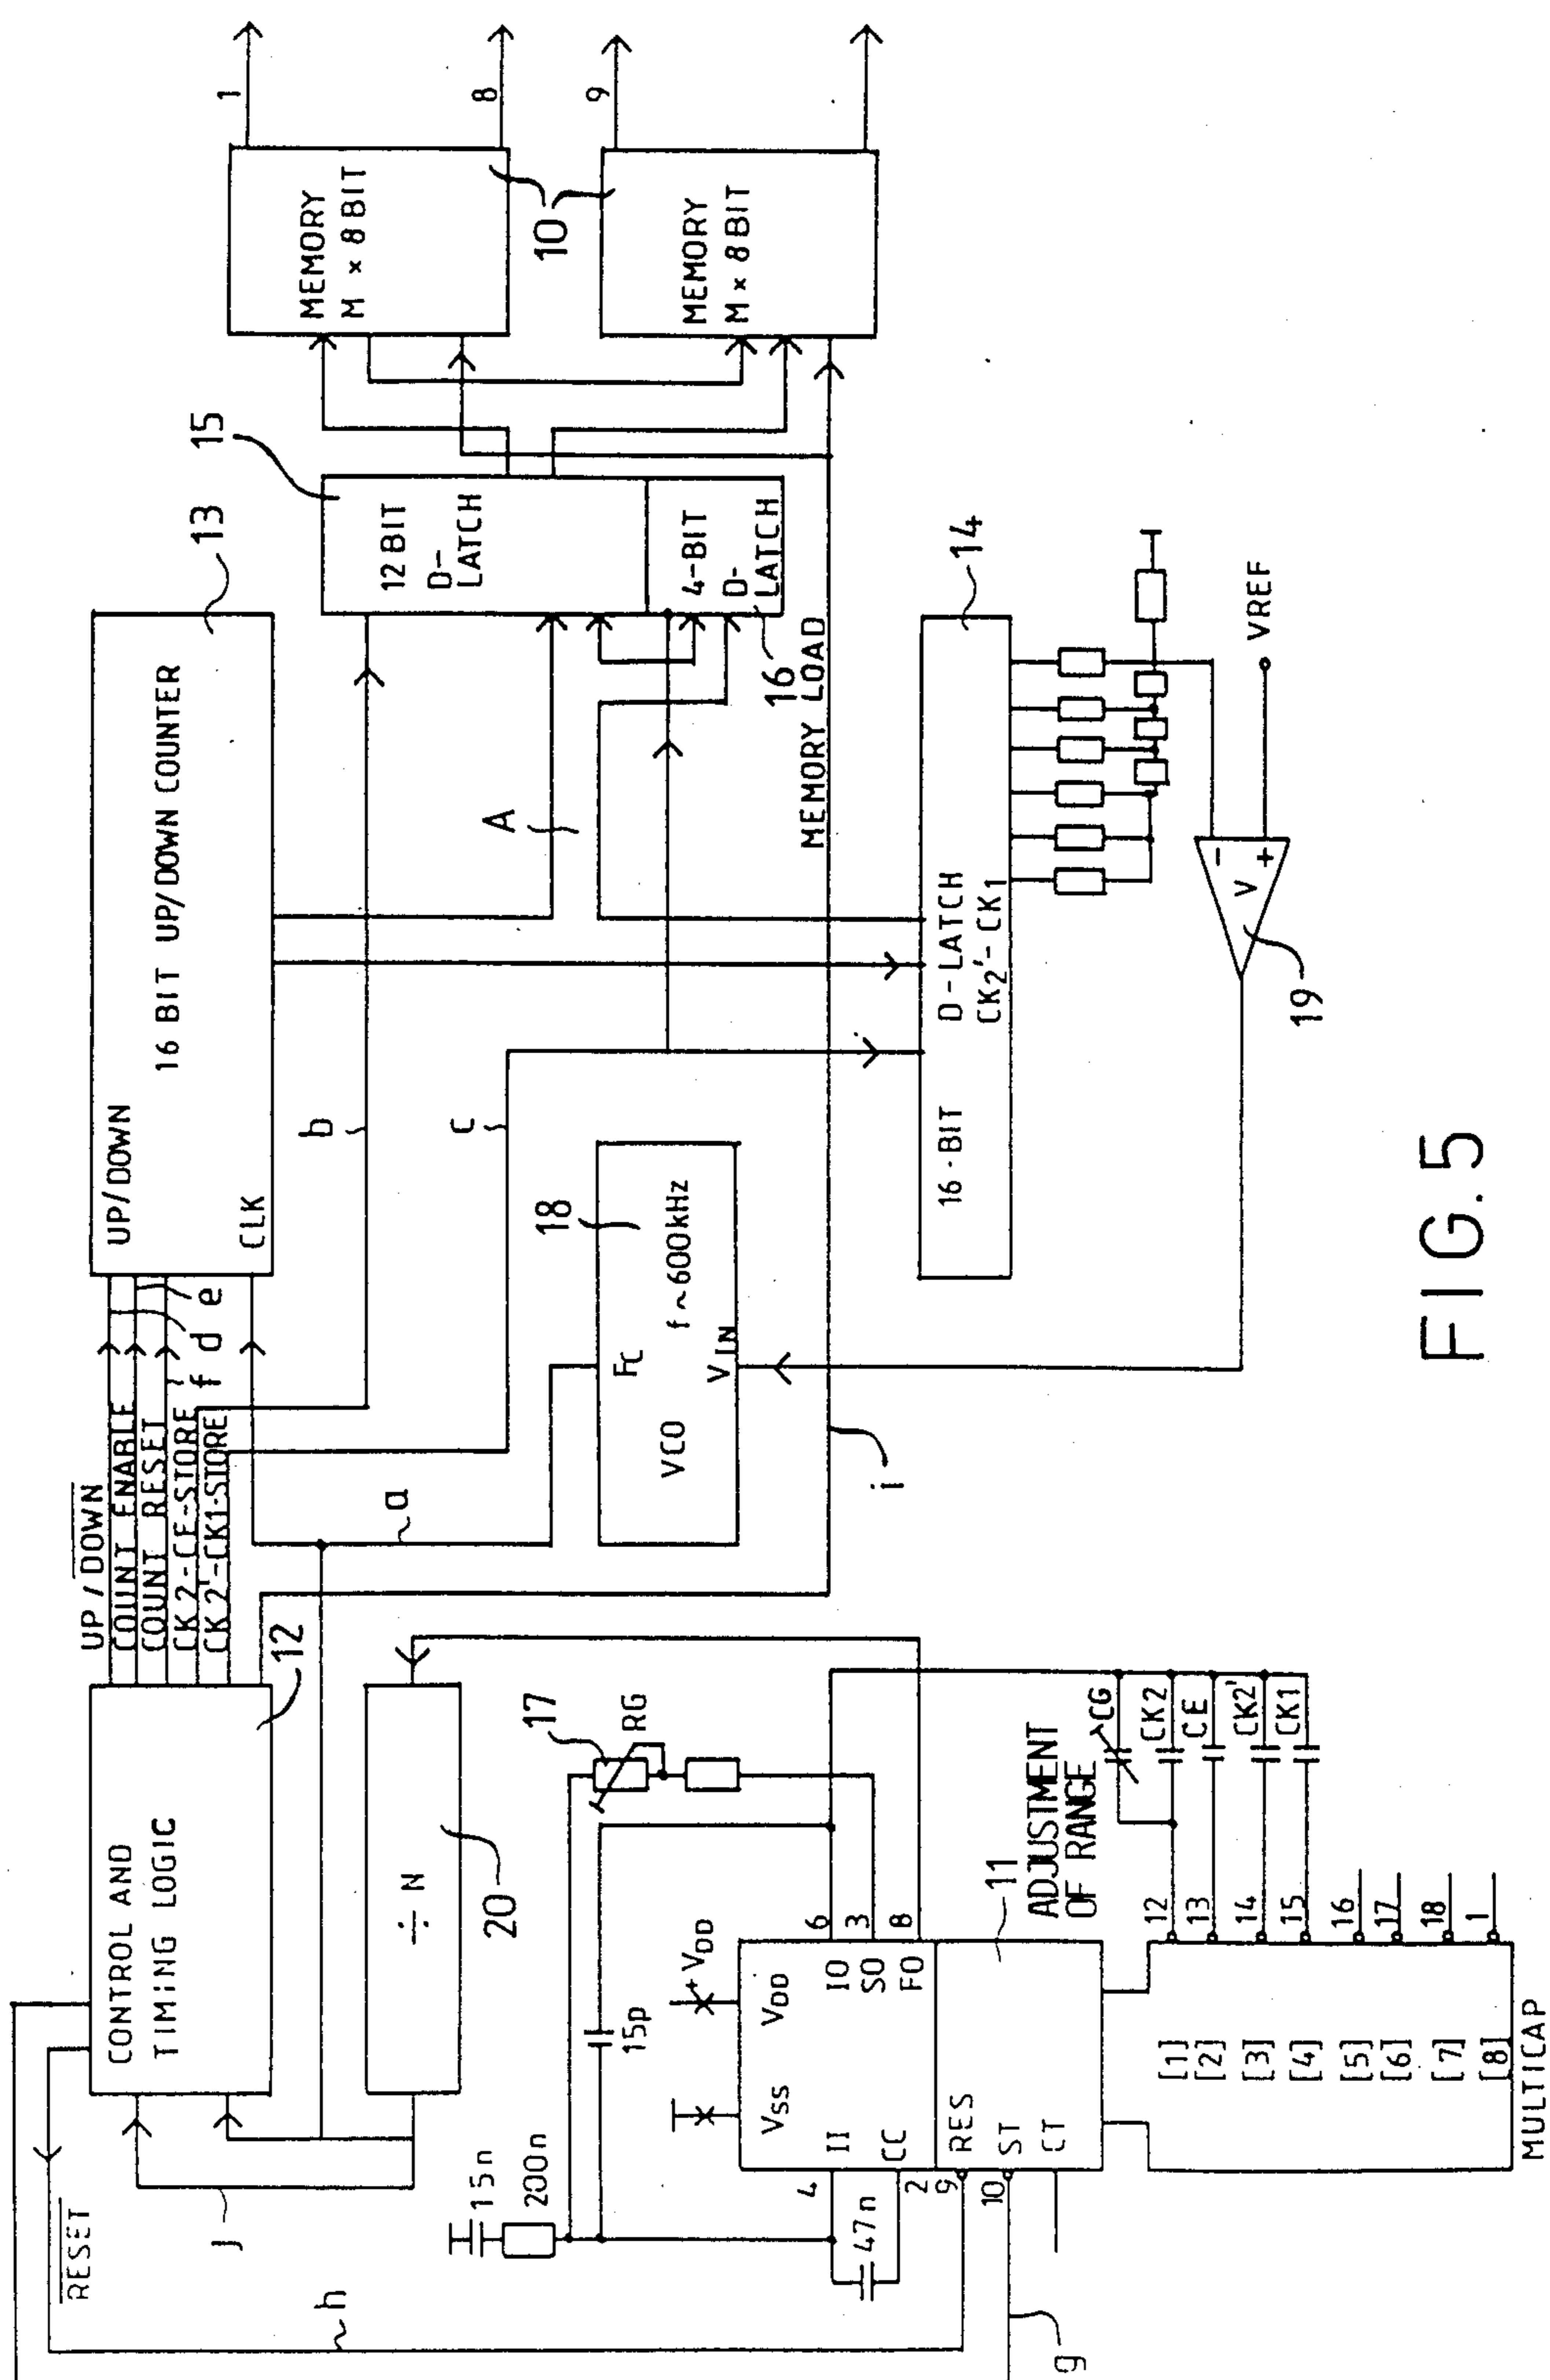 RESET
h
g
j
CONTROL AND
TIMING LOGIC
12
UP/DOWN
COUNT ENABLE
COUNT RESET
CK2-CE-STORE
CK2'-CK1-STORE
f d e
UP/DOWN
16 BIT UP/DOWN COUNTER
CLK
13
÷ N
20
a
b
c
A
i
VCO
FC
f~600kHz
VIN
18
12 BIT
D-
LATCH
15
4-BIT
D-
LATCH
16
MEMORY LOAD
MEMORY
M × 8 BIT
MEMORY
M × 8 BIT
10
1
8
9
16-BIT
D-LATCH
CK2'-CK1
14
VREF
- V +
19
15n
200n
15p
17
RG
47n
VSS
VDD
+VDD
II
CC
IO
SO
FO
RES
ST
CT
4
2
9
10
6
3
8
11
ADJUSTMENT
OF RANGE
CG
CK2
CE
CK2'
CK1
12
13
14
15
16
17
18
1
[1]
[2]
[3]
[4]
[5]
[6]
[7]
[8]
MULTICAP
FIG. 5